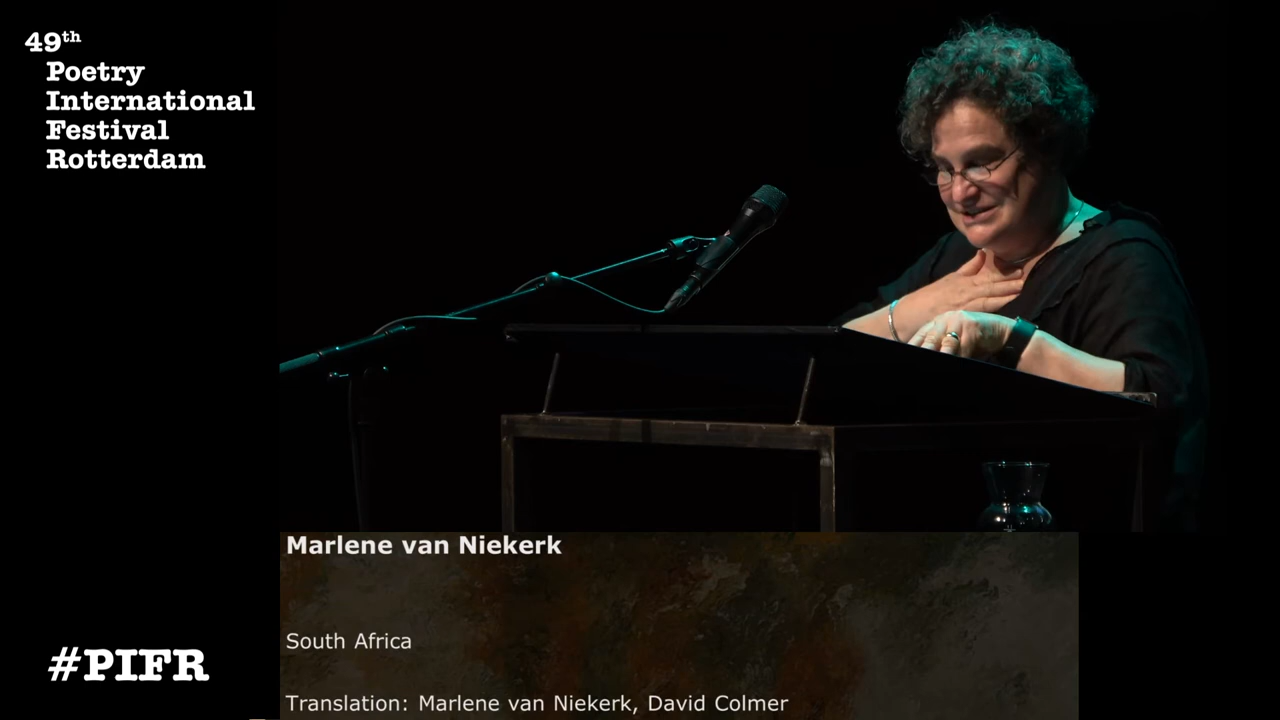 49th
Poetry
International
Festival
Rotterdam
Marlene van Niekerk
South Africa
#PIFR
Translation: Marlene van Niekerk, David Colmer